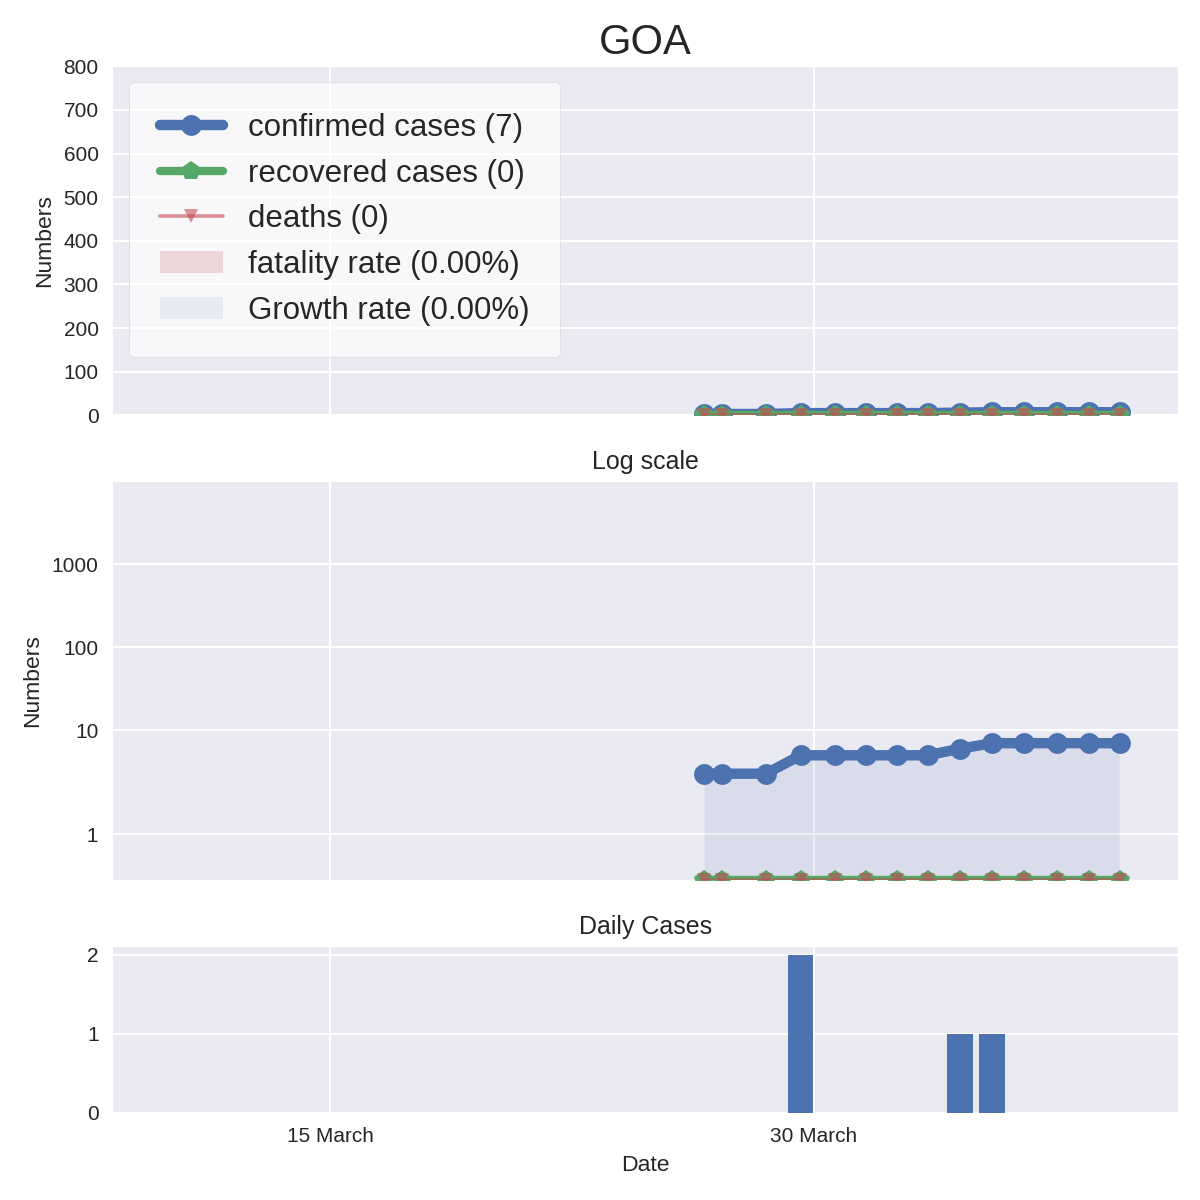 GOA
800
700
600
500
400
300
200
100
0
Numbers
confirmed cases (7)
recovered cases (0)
deaths (0)
fatality rate (0.00%)
Growth rate (0.00%)
Log scale
1000
100
10
1
Numbers
Daily Cases
2
1
0
15 March
30 March
Date